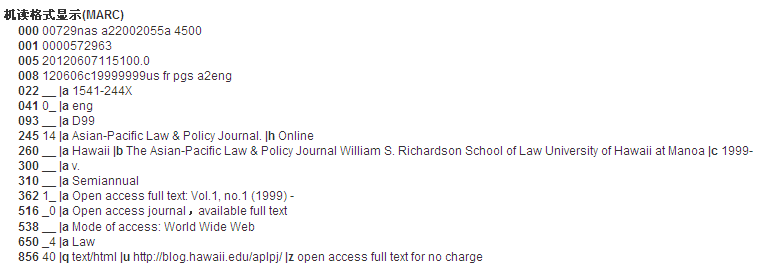 机读格式显示(MARC)
000 00729nas a22002055a 4500
001 0000572963
005 20120607115100.0
008 120606c19999999us fr pgs a2eng
022 __ |a 1541-244X
041 0_ |a eng
093 __ |a D99
245 14 |a Asian-Pacific Law & Policy Journal. |h Online
260 __ |a Hawaii |b The Asian-Pacific Law & Policy Journal William S. Richardson School of Law University of Hawaii at Manoa |c 1999-
300 __ |a v.
310 __ |a Semiannual
362 1_ |a Open access full text: Vol.1, no.1 (1999) -
516 _0 |a Open access journal，available full text
538 __ |a Mode of access: World Wide Web
650 _4 |a Law
856 40 |q text/html |u http://blog.hawaii.edu/aplpj/ |z open access full text for no charge